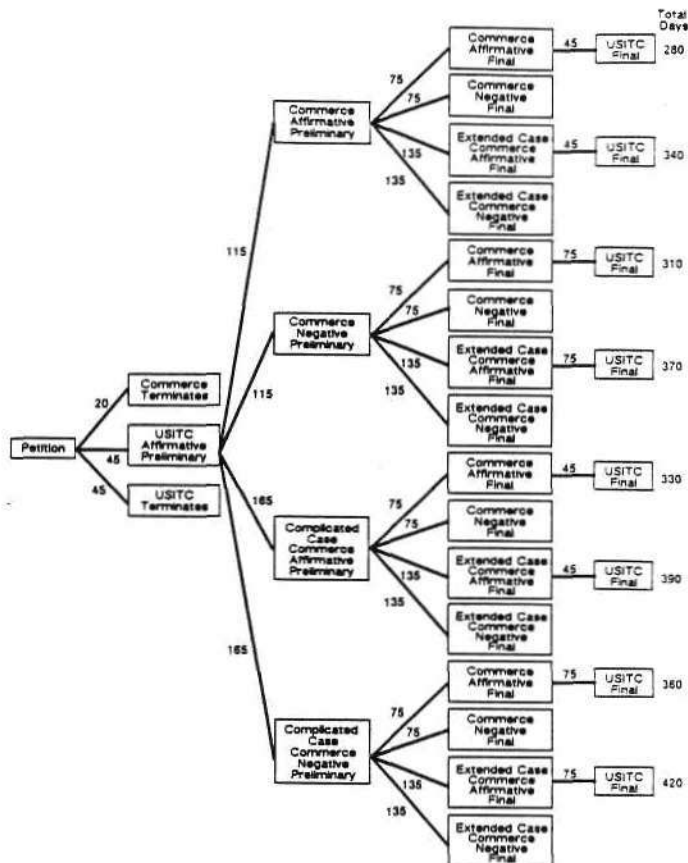 Total
Days
Commerce
Affirmative
Final
45
USITC
Final
280
75
75
Commerce
Negative
Final
Commerce
Affirmative
Preliminary
135
135
Extended Case
Commerce
Affirmative
Final
45
USITC
Final
340
Extended Case
Commerce
Negative
Final
115
Commerce
Affirmative
Final
75
USITC
Final
310
75
75
Commerce
Negative
Final
Commerce
Negative
Preliminary
135
135
Extended Case
Commerce
Affirmative
Final
75
USITC
Final
370
Extended Case
Commerce
Negative
Final
115
20
Commerce
Terminates
Petition
45
USITC
Affirmative
Preliminary
45
USITC
Terminates
165
Commerce
Affirmative
Final
45
USITC
Final
330
75
75
Commerce
Negative
Final
Complicated
Case
Commerce
Affirmative
Preliminary
135
135
Extended Case
Commerce
Affirmative
Final
45
USITC
Final
390
Extended Case
Commerce
Negative
Final
165
Commerce
Affirmative
Final
75
USITC
Final
360
75
75
Commerce
Negative
Final
Complicated
Case
Commerce
Negative
Preliminary
135
135
Extended Case
Commerce
Affirmative
Final
75
USITC
Final
420
Extended Case
Commerce
Negative
Final